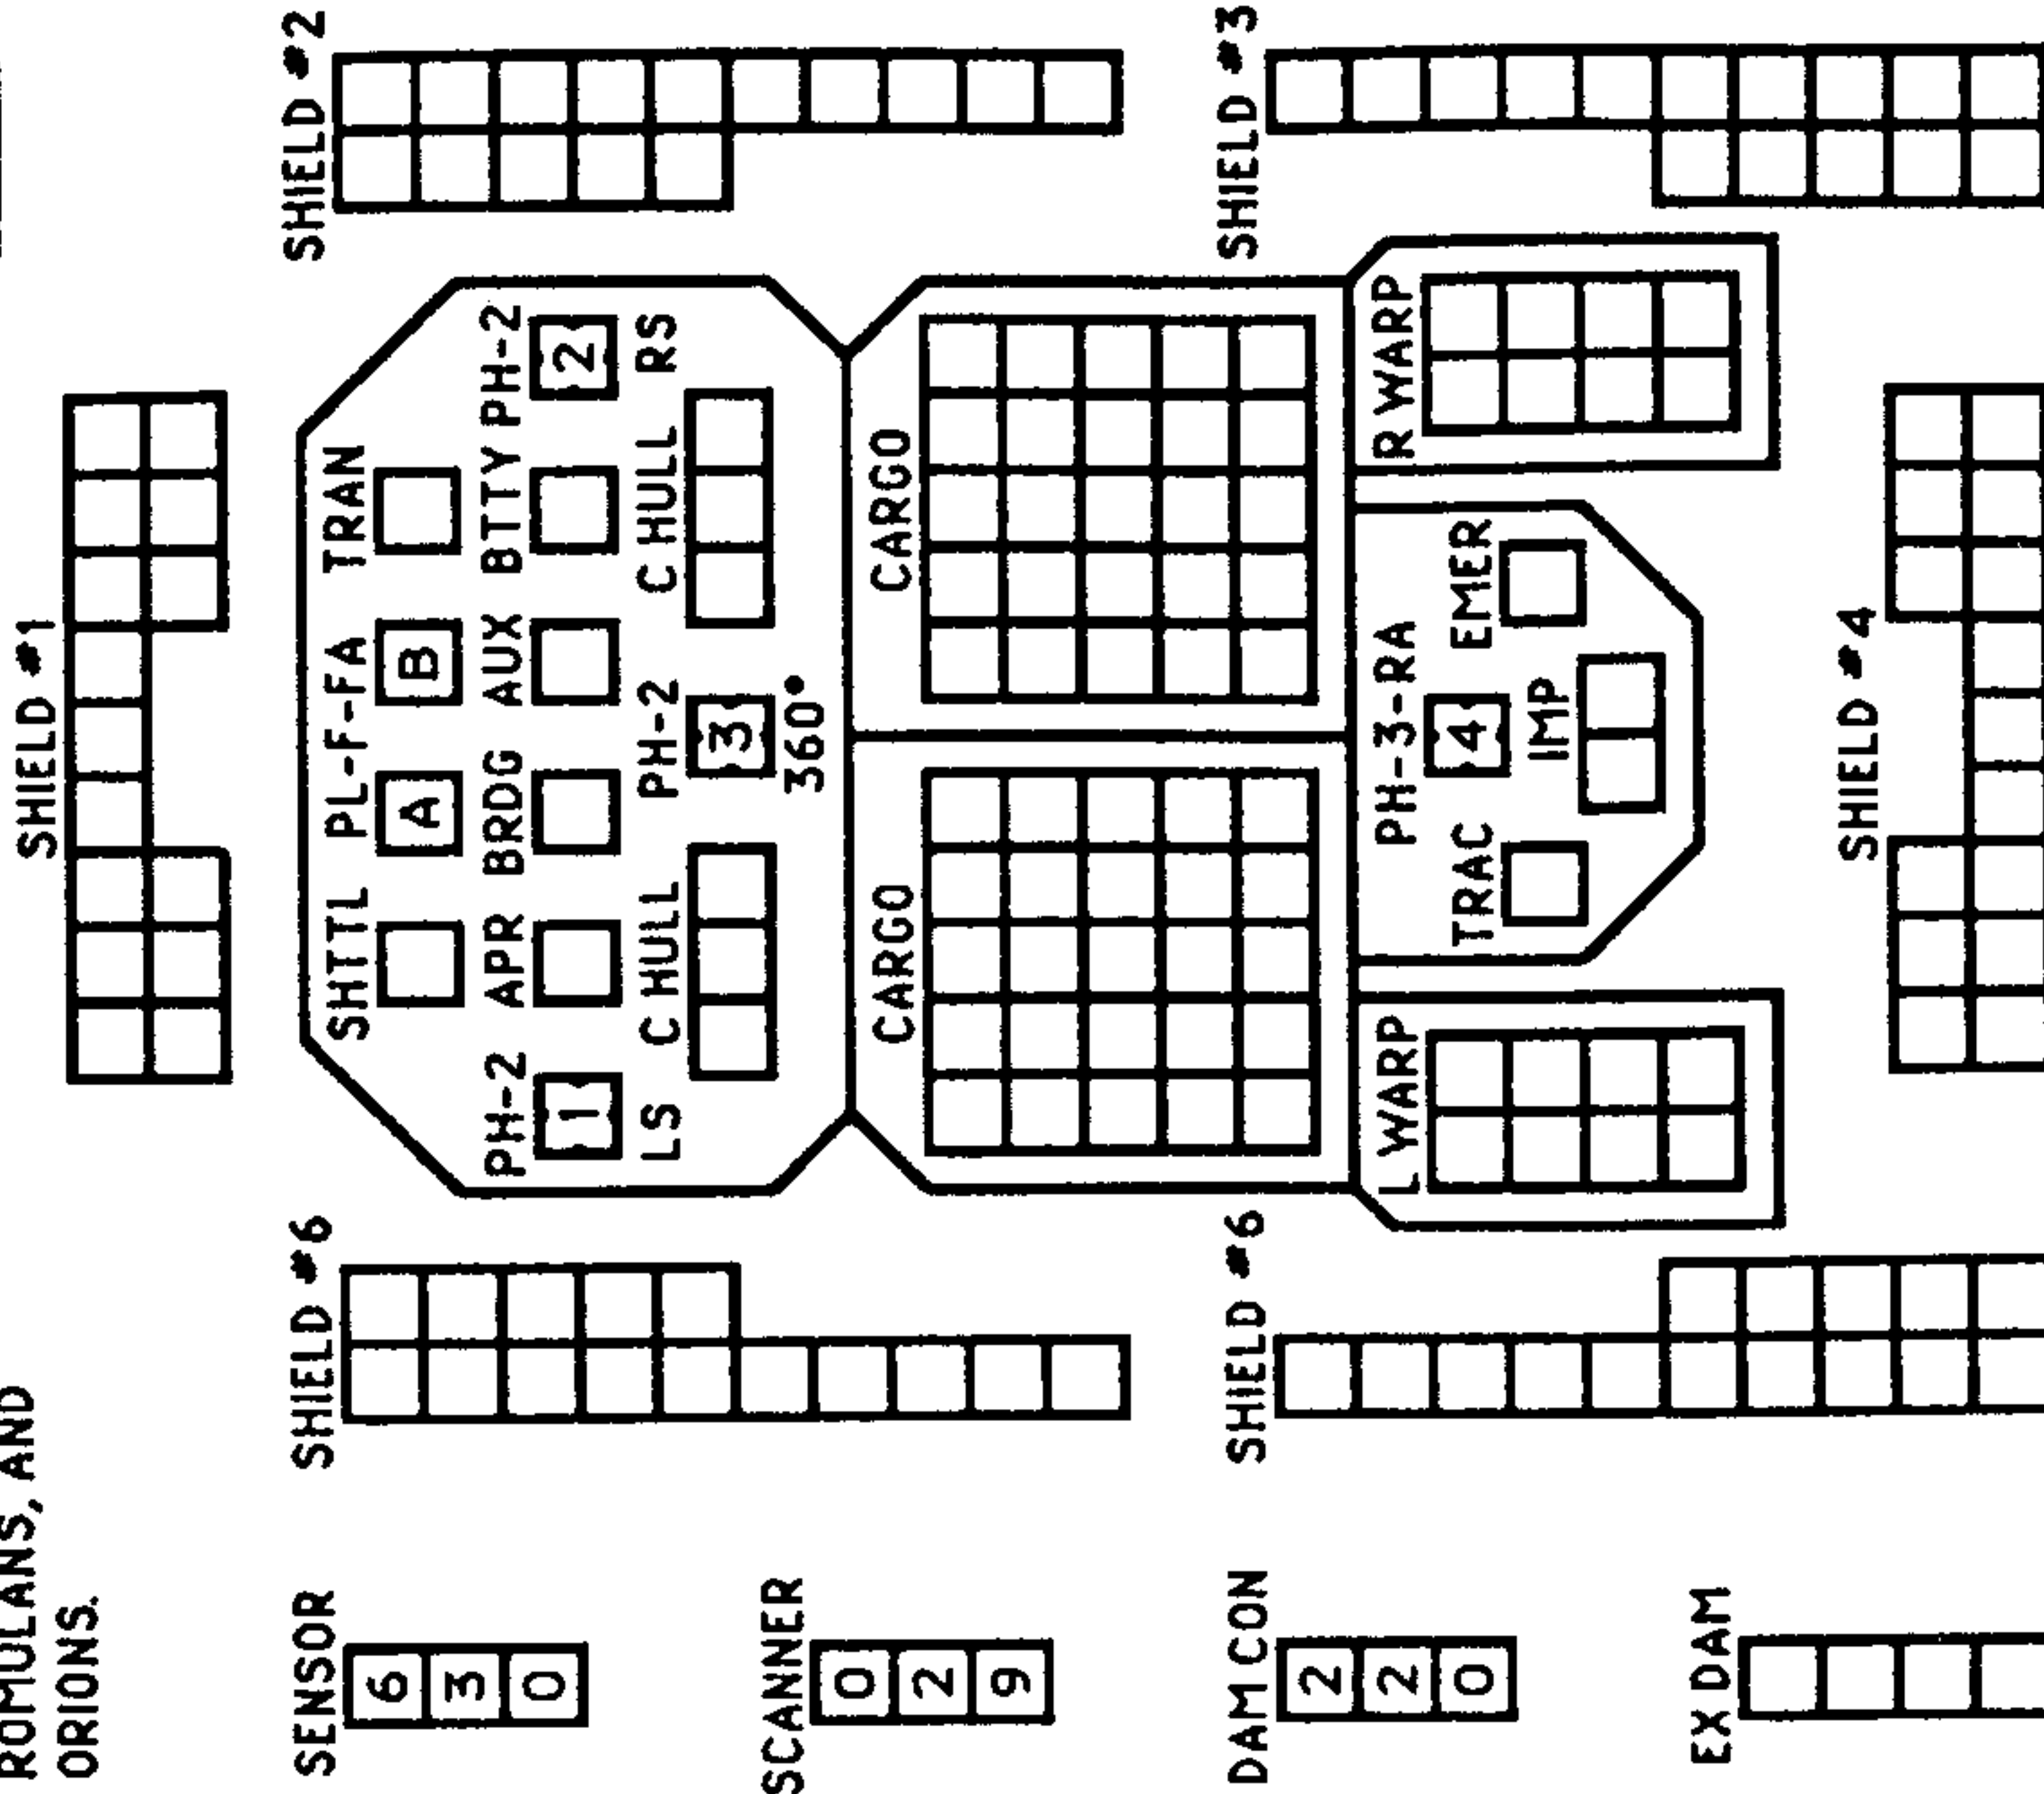 ROMULANS, AND
ORIONS.
SHIELD #1
SENSOR
6
3
0
SHIELD #6
SHIELD #2
SHTTL PL-F-FA TRAN
A B
PH-2 APR BRDG AUX BTTY PH-2
1 2
LS C HULL PH-2 C HULL RS
3
360°
SCANNER
0
2
9
CARGO CARGO
DAM CON
2
2
0
SHIELD #6
SHIELD #3
L WARP PH-3-RA R WARP
4
TRAC EMER
IMP
EX DAM
SHIELD #4